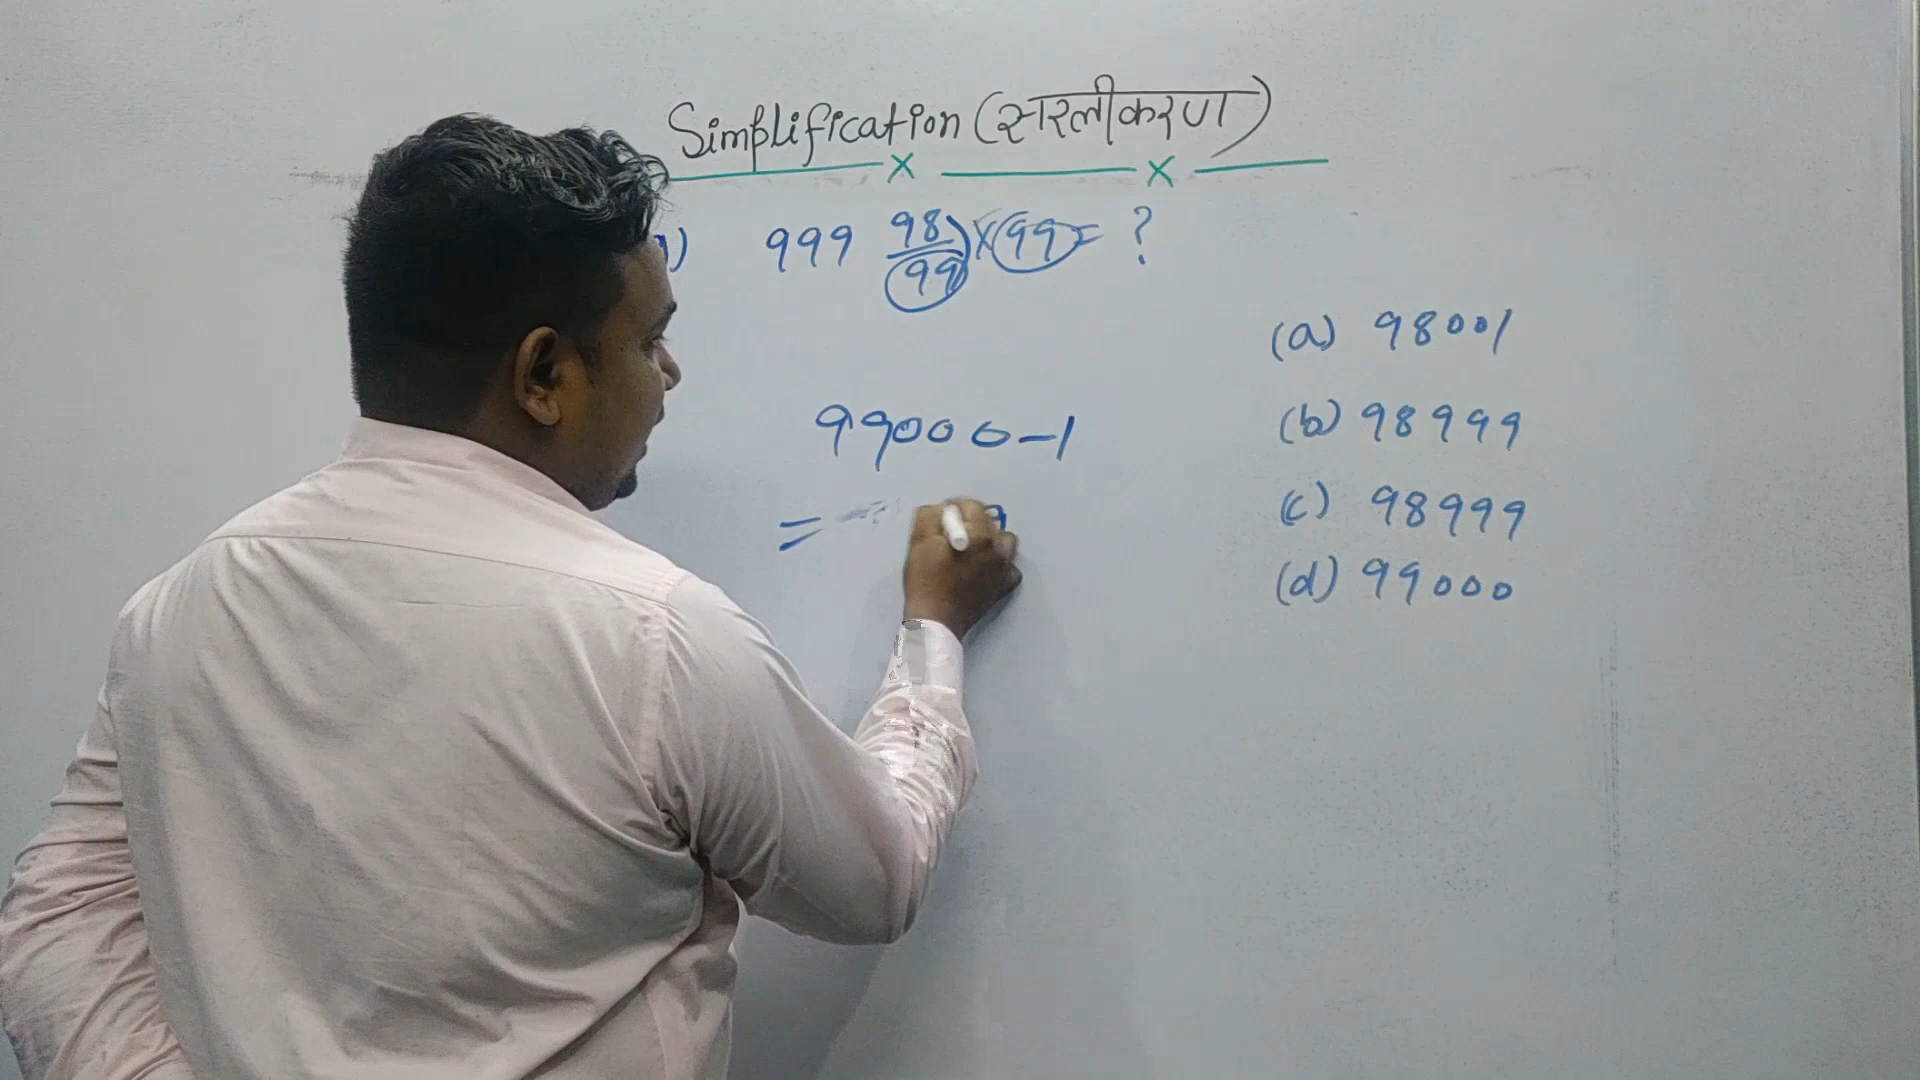 Simplification (सरलीकरण)
999 98/99 × 99 = ?
(a) 98001
99000-1
(b) 98999
=
(c) 98999
(d) 99000